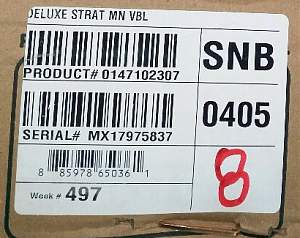 DELUXE STRAT MN VBL
SNB
PRODUCT# 0147102307
0405
SERIAL# MX17975837
8 85978 65036 1
8
Week # 497